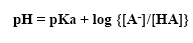 pH = pKa + log {[A-]/[HA]}